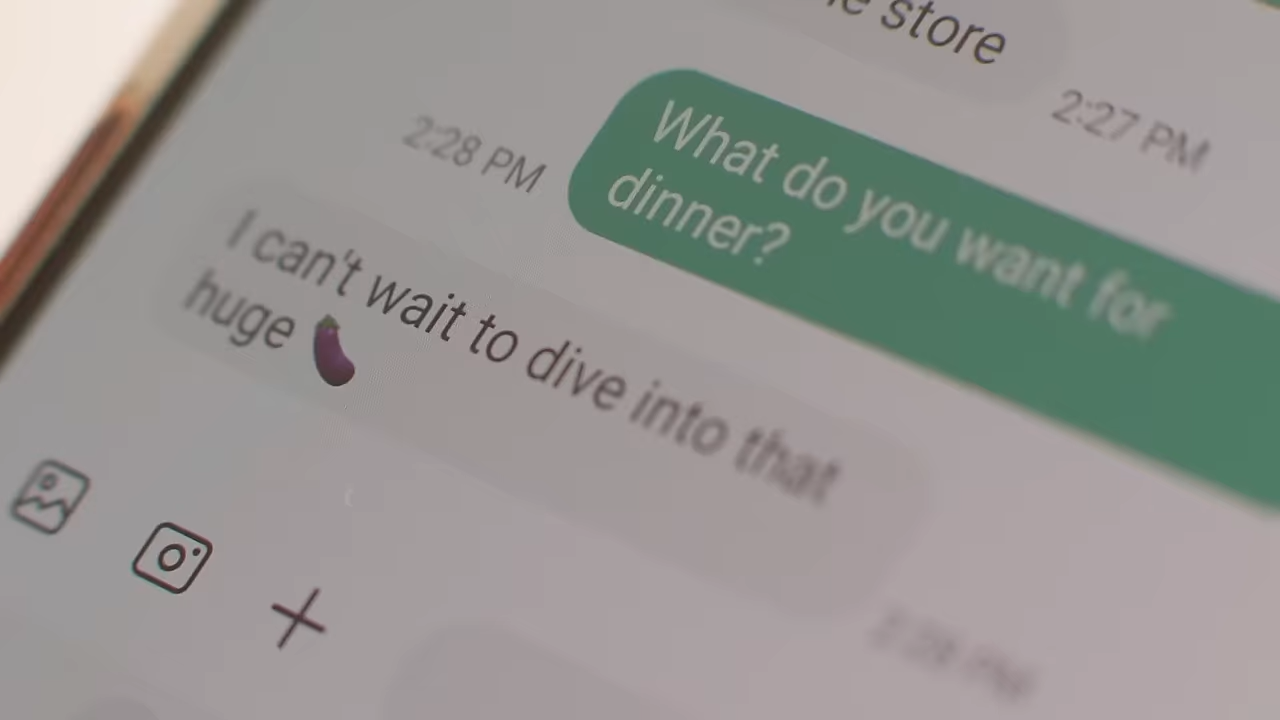 store
2:27 PM
What do you want for
dinner?
2:28 PM
I can't wait to dive into that
huge 🍆